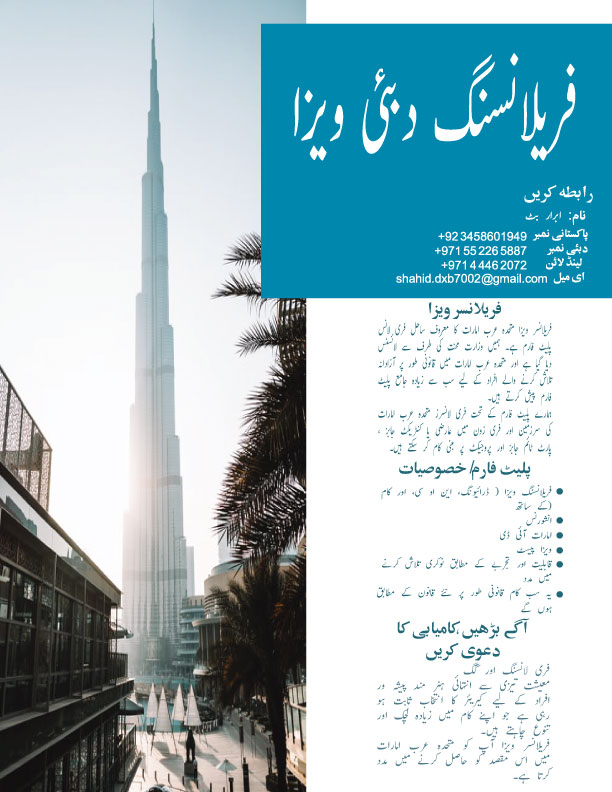 فریلانسنگ دبئی ویزا
رابطہ کریں
نام: ابرار بٹ
پاکستانی نمبر +92 3458601949
دبئی نمبر +971 55 226 5887
لینڈ لائن +971 4 446 2072
ای میل shahid.dxb7002@gmail.com
فریلانسر ویزا
فریلانسر ویزا متحدہ عرب امارات کا معروف ساحل فری لانس
پلیٹ فارم ہے۔ ہمیں وزارت محنت کی طرف سے لائسنس
دیا گیا ہے اور متحدہ عرب امارات میں قانونی طور پر آزادانہ
تلاش کرنے والے افراد کے لیے سب سے زیادہ جامع پلیٹ
فارم پیش کرتے ہیں۔
ہمارے پلیٹ فارم کے تحت فری لانسرز متحدہ عرب امارات
کی سرزمین اور فری زون میں عارضی یا کنٹریکٹ جابز ،
پارٹ ٹائم جابز اور پروجیکٹ پر مبنی کام کر سکتے ہیں۔
پلیٹ فارم/ خصوصیات
● فریلانسنگ ویزا ( ڈرائیونگ، این او سی، اور کام
(کے ساتھ
● انشورنس
● امارات آئی ڈی
● ویزا پیسٹ
● قابلیت اور تجربے کے مطابق نوکری تلاش کرنے
میں مدد
● یہ سب کام قانونی طور پر نئے قانون کے مطابق
ہوں گے
آگے بڑھیں ,کامیابی کا
دعوی کریں
فری لانسنگ اور گگ
معیشت تیزی سے انتہائی ہنر مند پیشہ ور
افراد کے لیے کیریئر کا انتخاب ثابت ہو
رہی ہے جو اپنے کام میں زیادہ لچک اور
تنوع چاہتے ہیں۔
فریلانسر ویزا آپ کو متحدہ عرب امارات
میں اس مقصد کو حاصل کرنے میں مدد
کرتا ہے۔